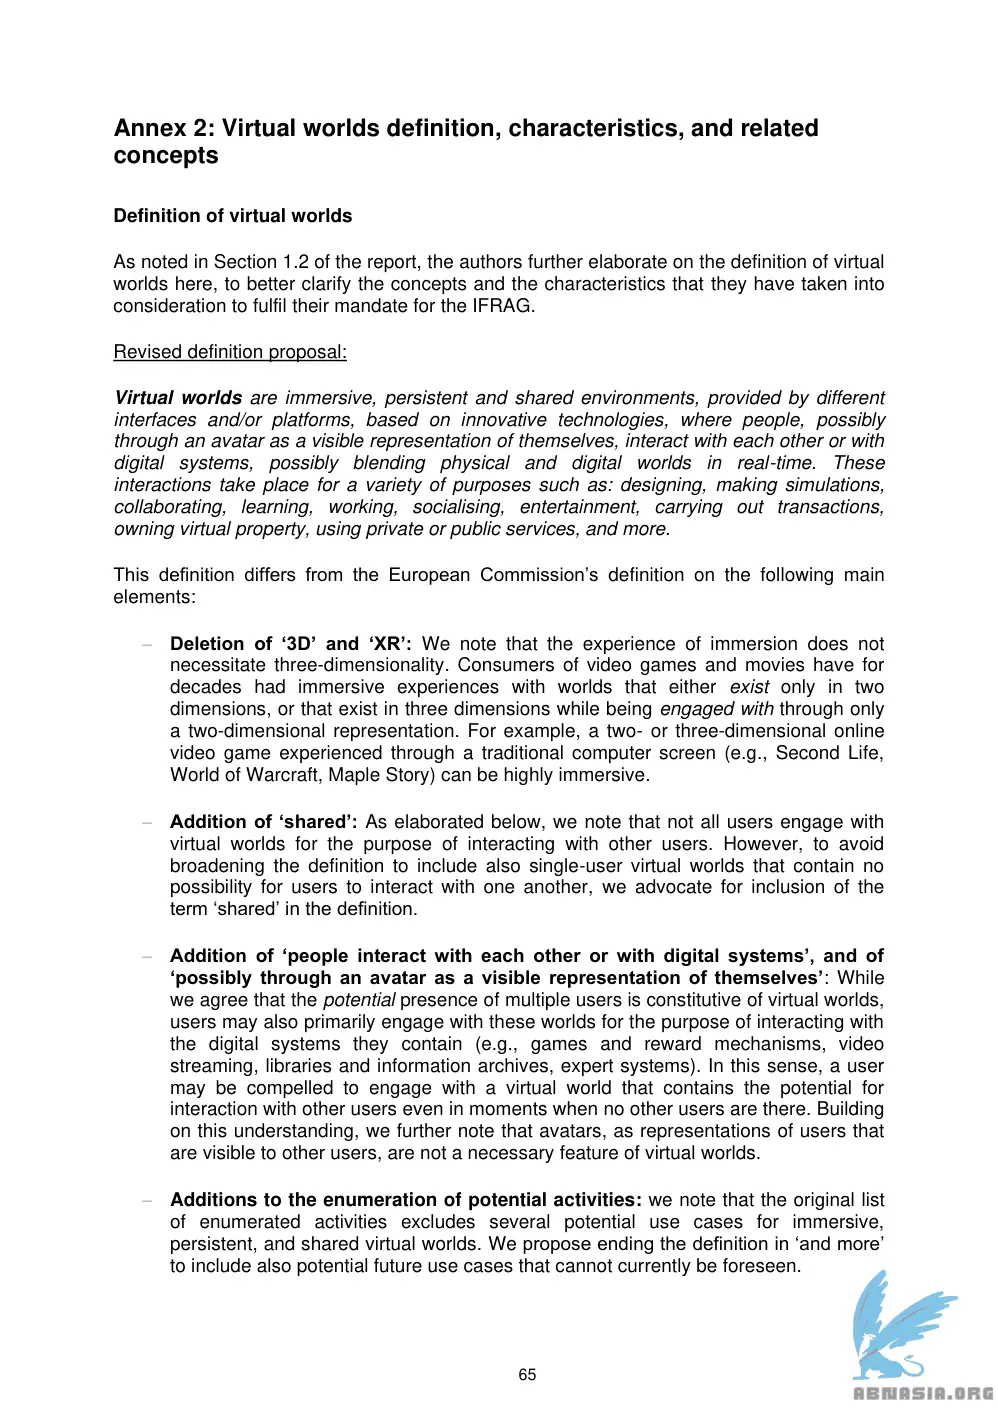 Annex 2: Virtual worlds definition, characteristics, and related
concepts
Definition of virtual worlds
As noted in Section 1.2 of the report, the authors further elaborate on the definition of virtual
worlds here, to better clarify the concepts and the characteristics that they have taken into
consideration to fulfil their mandate for the IFRAG.
Revised definition proposal:
Virtual worlds are immersive, persistent and shared environments, provided by different
interfaces and/or platforms, based on innovative technologies, where people, possibly
through an avatar as a visible representation of themselves, interact with each other or with
digital systems, possibly blending physical and digital worlds in real-time. These
interactions take place for a variety of purposes such as: designing, making simulations,
collaborating, learning, working, socialising, entertainment, carrying out transactions,
owning virtual property, using private or public services, and more.
This definition differs from the European Commission’s definition on the following main
elements:
– Deletion of ‘3D’ and ‘XR’: We note that the experience of immersion does not
necessitate three-dimensionality. Consumers of video games and movies have for
decades had immersive experiences with worlds that either exist only in two
dimensions, or that exist in three dimensions while being engaged with through only
a two-dimensional representation. For example, a two- or three-dimensional online
video game experienced through a traditional computer screen (e.g., Second Life,
World of Warcraft, Maple Story) can be highly immersive.
– Addition of ‘shared’: As elaborated below, we note that not all users engage with
virtual worlds for the purpose of interacting with other users. However, to avoid
broadening the definition to include also single-user virtual worlds that contain no
possibility for users to interact with one another, we advocate for inclusion of the
term ‘shared’ in the definition.
– Addition of ‘people interact with each other or with digital systems’, and of
‘possibly through an avatar as a visible representation of themselves’: While
we agree that the potential presence of multiple users is constitutive of virtual worlds,
users may also primarily engage with these worlds for the purpose of interacting with
the digital systems they contain (e.g., games and reward mechanisms, video
streaming, libraries and information archives, expert systems). In this sense, a user
may be compelled to engage with a virtual world that contains the potential for
interaction with other users even in moments when no other users are there. Building
on this understanding, we further note that avatars, as representations of users that
are visible to other users, are not a necessary feature of virtual worlds.
– Additions to the enumeration of potential activities: we note that the original list
of enumerated activities excludes several potential use cases for immersive,
persistent, and shared virtual worlds. We propose ending the definition in ‘and more’
to include also potential future use cases that cannot currently be foreseen.
65
ABNASIA.ORG